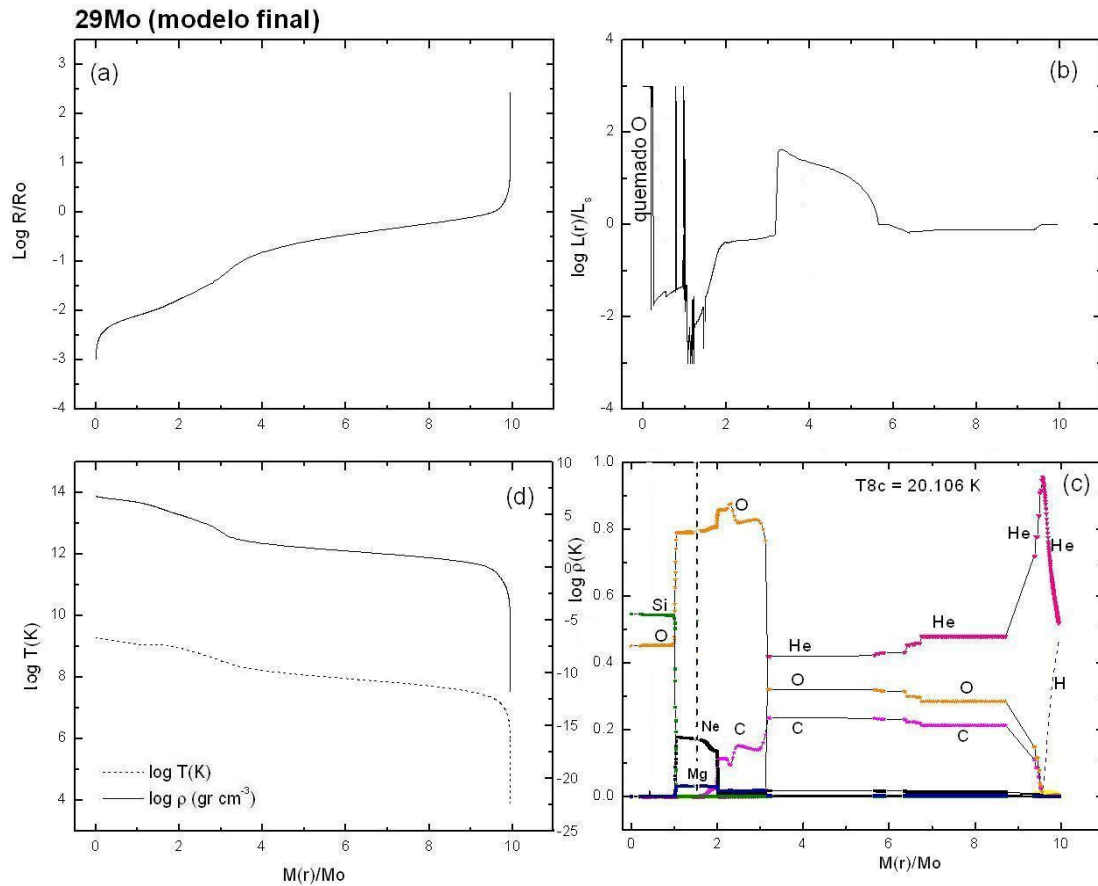 29Mo (modelo final)
(a)
Log R/Ro
3
2
1
0
-1
-2
-3
-4
0 2 4 6 8 10
(b)
log L(r)/Ls
4
2
0
-2
-4
quemado O
0 2 4 6 8 10
(d)
log T(K)
14
12
10
8
6
4
log ρ(K)
10
5
0
-5
-10
-15
-20
-25
log T(K)
log ρ (gr cm-3)
0 2 4 6 8 10
M(r)/Mo
(c)
T8c = 20.106 K
1.0
0.8
0.6
0.4
0.2
0.0
Si
O
O
Ne
C
Mg
He
O
C
He
O
C
He
He
H
0 2 4 6 8 10
M(r)/Mo